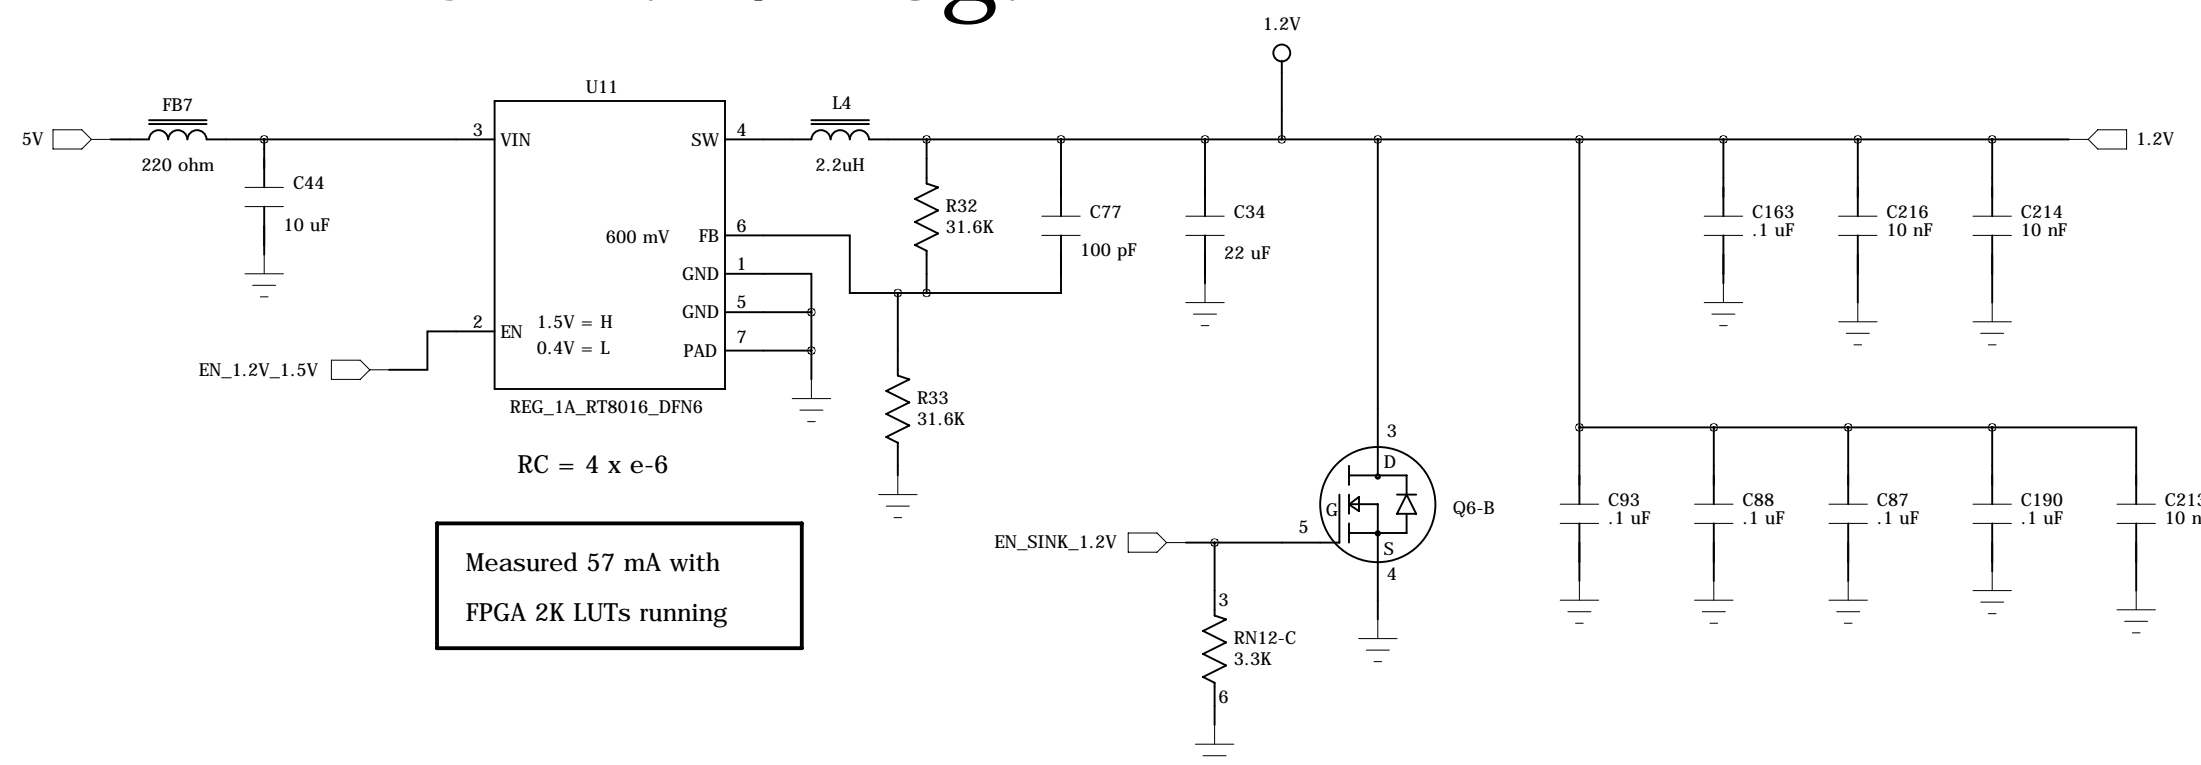 1.2V
U11
FB7
L4
5V
3
VIN
SW
4
1.2V
220 ohm
2.2uH
C44
10 uF
R32
31.6K
C77
100 pF
C34
22 uF
C163
.1 uF
C216
10 nF
C214
10 nF
600 mV
FB
6
GND
1
GND
5
PAD
7
2
EN
1.5V = H
0.4V = L
EN_1.2V_1.5V
REG_1A_RT8016_DFN6
R33
31.6K
RC = 4 x e-6
3
D
G
S
4
5
Q6-B
EN_SINK_1.2V
C93
.1 uF
C88
.1 uF
C87
.1 uF
C190
.1 uF
C213
10 n
Measured 57 mA with
FPGA 2K LUTs running
3
RN12-C
3.3K
6